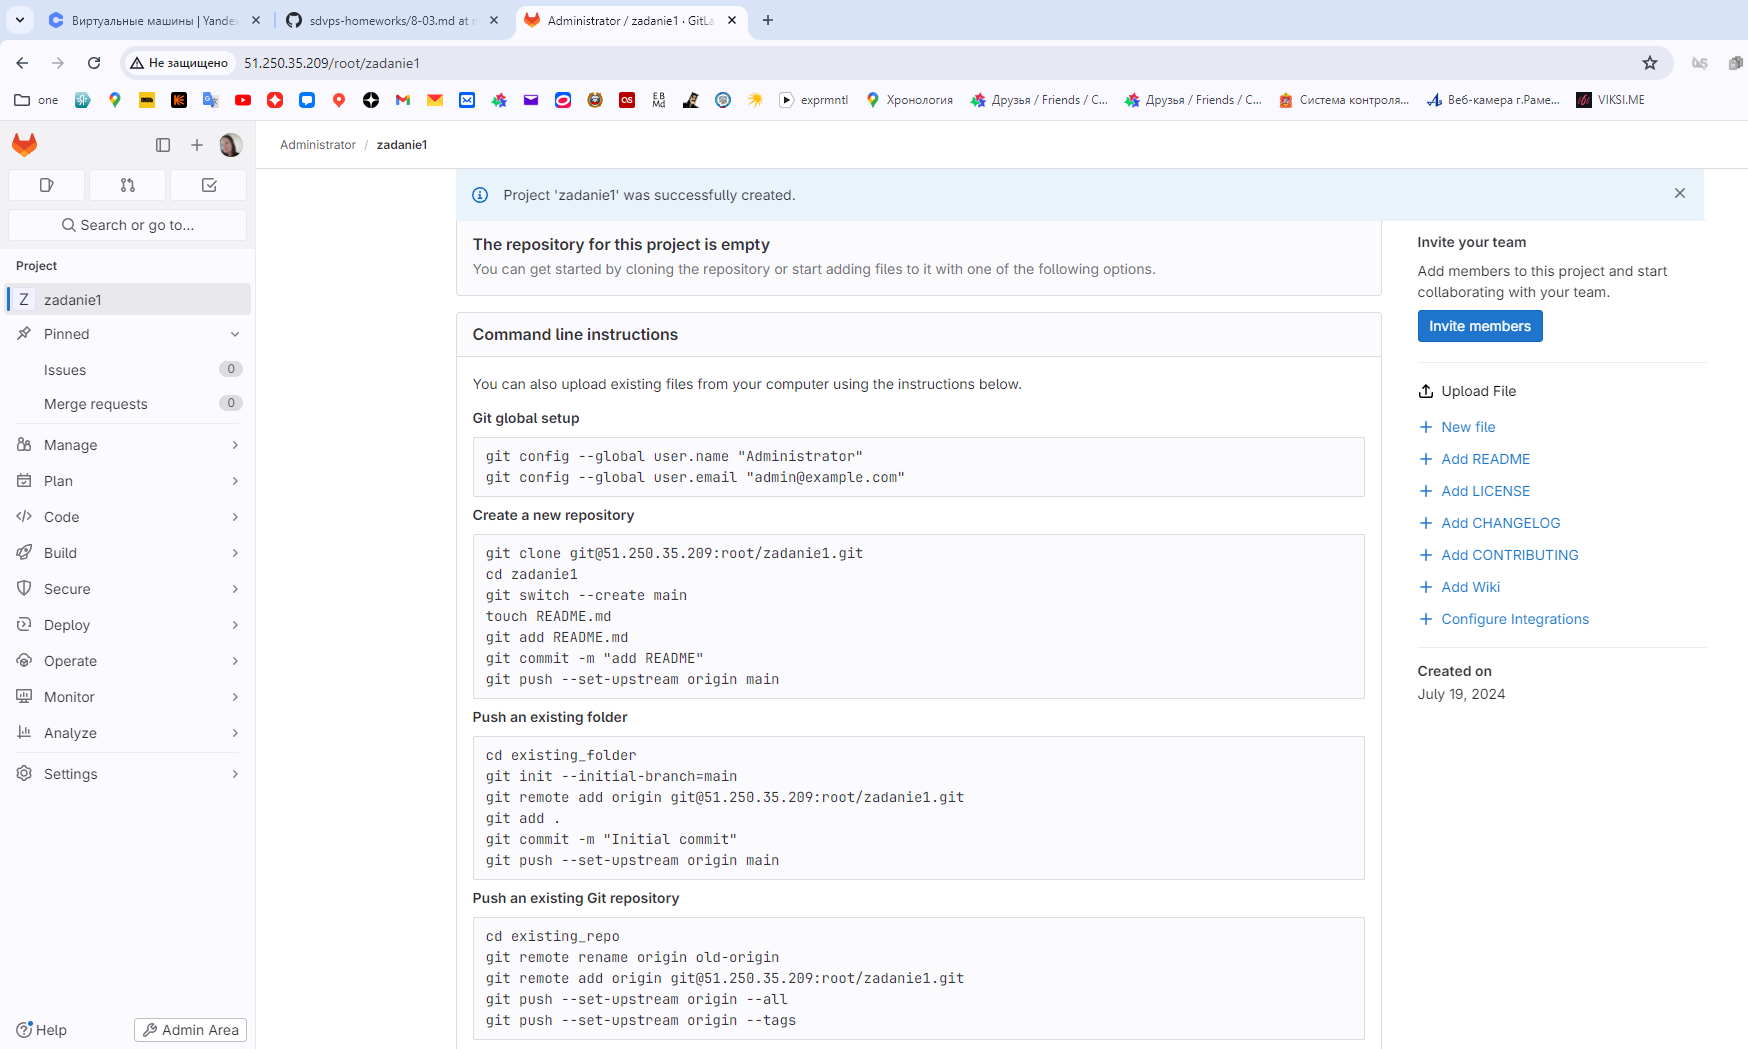 Виртуальные машины | Yande
sdvps-homeworks/8-03.md at
Administrator / zadanie1 · GitLa
Не защищено
51.250.35.209/root/zadanie1
one
EB
Md
exprmntl
Хронология
Друзья / Friends / C...
Друзья / Friends / C...
Система контроля...
Веб-камера г.Раме...
VIKSI.ME
Administrator / zadanie1
Search or go to...
Project
Z zadanie1
Pinned
Issues 0
Merge requests 0
Manage
Plan
Code
Build
Secure
Deploy
Operate
Monitor
Analyze
Settings
Help
Admin Area
Project 'zadanie1' was successfully created.
The repository for this project is empty
You can get started by cloning the repository or start adding files to it with one of the following options.
Command line instructions
You can also upload existing files from your computer using the instructions below.
Git global setup
git config --global user.name "Administrator"
git config --global user.email "admin@example.com"
Create a new repository
git clone git@51.250.35.209:root/zadanie1.git
cd zadanie1
git switch --create main
touch README.md
git add README.md
git commit -m "add README"
git push --set-upstream origin main
Push an existing folder
cd existing_folder
git init --initial-branch=main
git remote add origin git@51.250.35.209:root/zadanie1.git
git add .
git commit -m "Initial commit"
git push --set-upstream origin main
Push an existing Git repository
cd existing_repo
git remote rename origin old-origin
git remote add origin git@51.250.35.209:root/zadanie1.git
git push --set-upstream origin --all
git push --set-upstream origin --tags
Invite your team
Add members to this project and start
collaborating with your team.
Invite members
Upload File
New file
Add README
Add LICENSE
Add CHANGELOG
Add CONTRIBUTING
Add Wiki
Configure Integrations
Created on
July 19, 2024